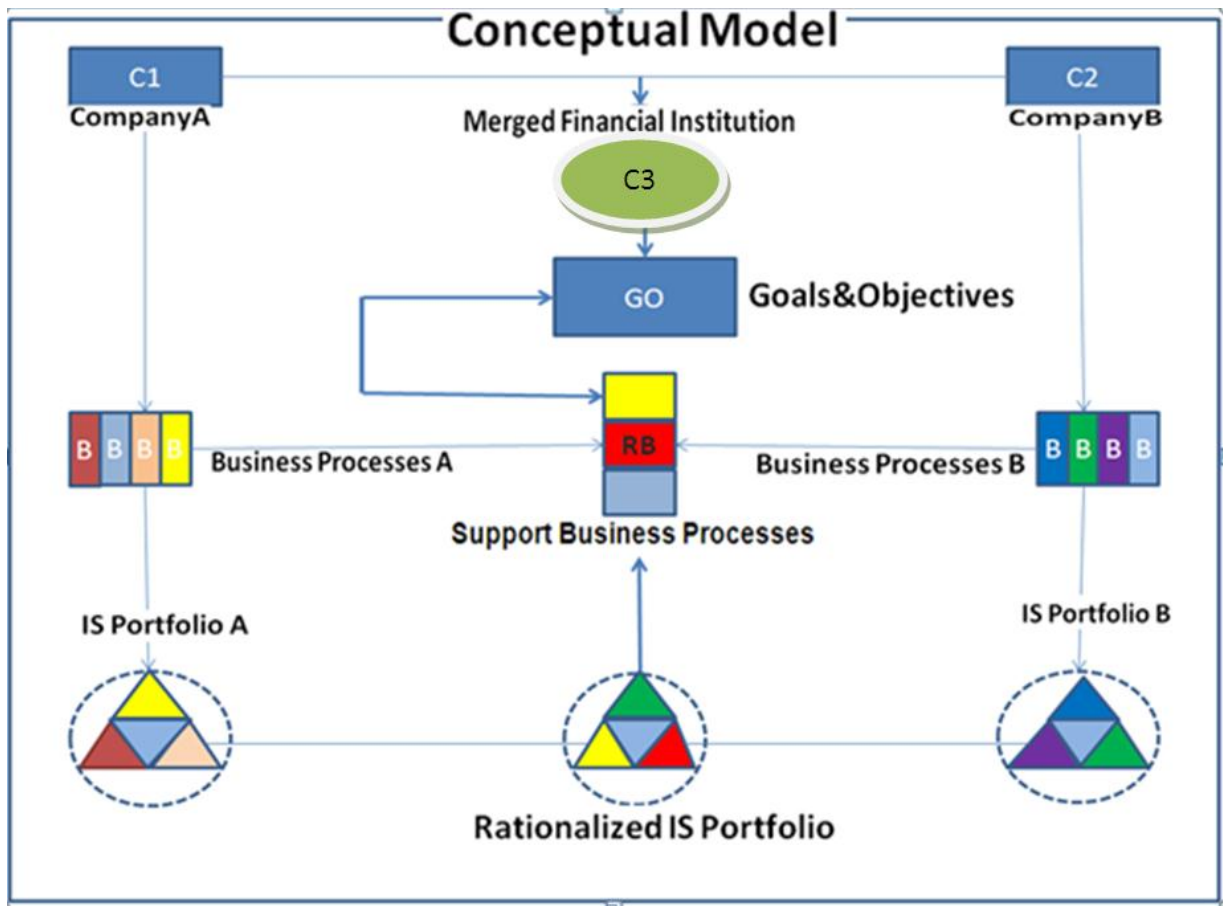 Conceptual Model
C1
C2
CompanyA
CompanyB
Merged Financial Institution
C3
GO
Goals&Objectives
B B B B
RB
B B B B
Business Processes A
Business Processes B
Support Business Processes
IS Portfolio A
IS Portfolio B
Rationalized IS Portfolio